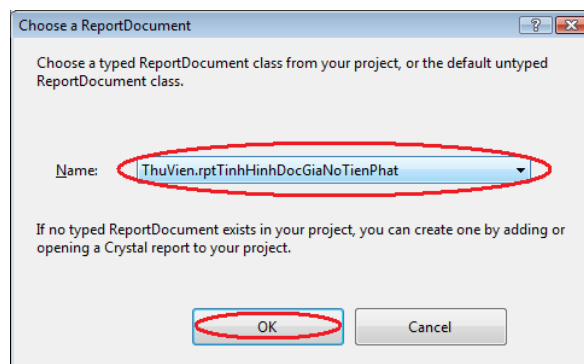 Choose a ReportDocument
Choose a typed ReportDocument class from your project, or the default untyped
ReportDocument class.
Name: ThuVien.rptTinhHinhDocGiaNoTienPhat
If no typed ReportDocument exists in your project, you can create one by adding or
opening a Crystal report to your project.
OK Cancel